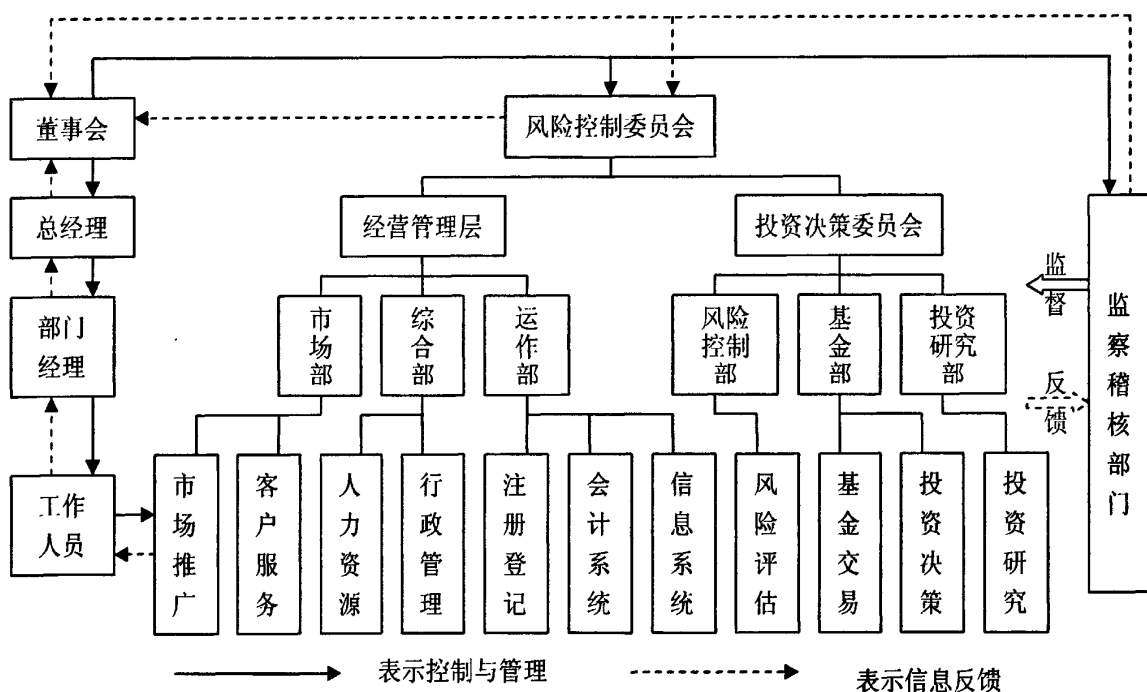 董事会
风险控制委员会
总经理
经营管理层
投资决策委员会
监督
部门
经理
市场部
综合部
运作部
风险
控制
部
基金部
投资
研究
部
监察稽核部门
反馈
工作
人员
市场推广
客户服务
人力资源
行政管理
注册登记
会计系统
信息系统
风险评估
基金交易
投资决策
投资研究
表示控制与管理
表示信息反馈